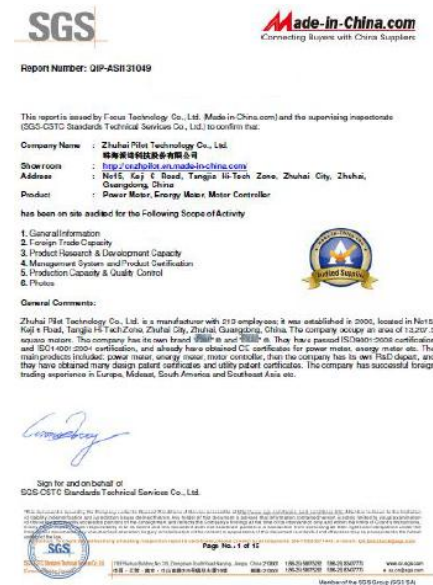 SGS
Made-in-China.com
Connecting Buyers with China Suppliers
Report Number: QIP-ASI131049
This report is issued by Focus Technology Co., Ltd. (Made-in-China.com) and the supervising inspectorate
(SGS-CSTC Standards Technical Services Co., Ltd.) to confirm that:
Company Name : Zhuhai Pilot Technology Co., Ltd.
珠海派诺科技股份有限公司
Showroom : http://cnzhpilot.en.made-in-china.com/
Address : No15, Keji 6 Road, Tangjia Hi-Tech Zone, Zhuhai City, Zhuhai,
Guangdong, China
Product : Power Meter, Energy Meter, Motor Controller
has been on site audited for the Following Scope of Activity
1. General Information
2. Foreign Trade Capacity
3. Product Research & Development Capacity
4. Management System and Product Certification
5. Production Capacity & Quality Control
6. Photos
Audited Supplier
General Comments:
Zhuhai Pilot Technology Co., Ltd. is a manufacturer with employees; it was established in 2000, located in No15
Keji 6 Road, Tangjia Hi-Tech Zone, Zhuhai City, Zhuhai, Guangdong, China. The company occupy an area of
square meters. The company has its own brand and They have passed ISO9001:2008 certification
and ISO14001:2004 certification, and already have obtained CE certificates for power meter, energy meter etc. The
main products included: power meter, energy meter, motor controller, then the company has its own R&D depart, and
they have obtained many design patent certificates and utility patent certificates. The company has successful foreign
trading experience in Europe, Mideast, South America and Southeast Asia etc.
Sign for and on behalf of
SGS-CSTC Standards Technical Services Co., Ltd.
Page No.: 1 of 15
SGS
Member of the SGS Group (SGS SA)